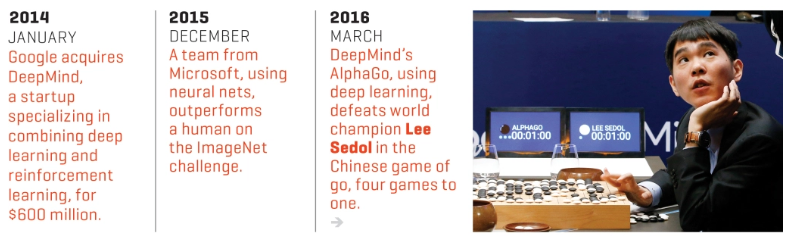 2014
JANUARY
Google acquires
DeepMind,
a startup
specializing in
combining deep
learning and
reinforcement
learning, for
$600 million.
2015
DECEMBER
A team from
Microsoft, using
neural nets,
outperforms
a human on
the ImageNet
challenge.
2016
MARCH
DeepMind’s
AlphaGo, using
deep learning,
defeats world
champion Lee
Sedol in the
Chinese game of
go, four games to
one.
→
ALPHAGO
00:01:00
LEE SEDOL
00:01:00
Mi